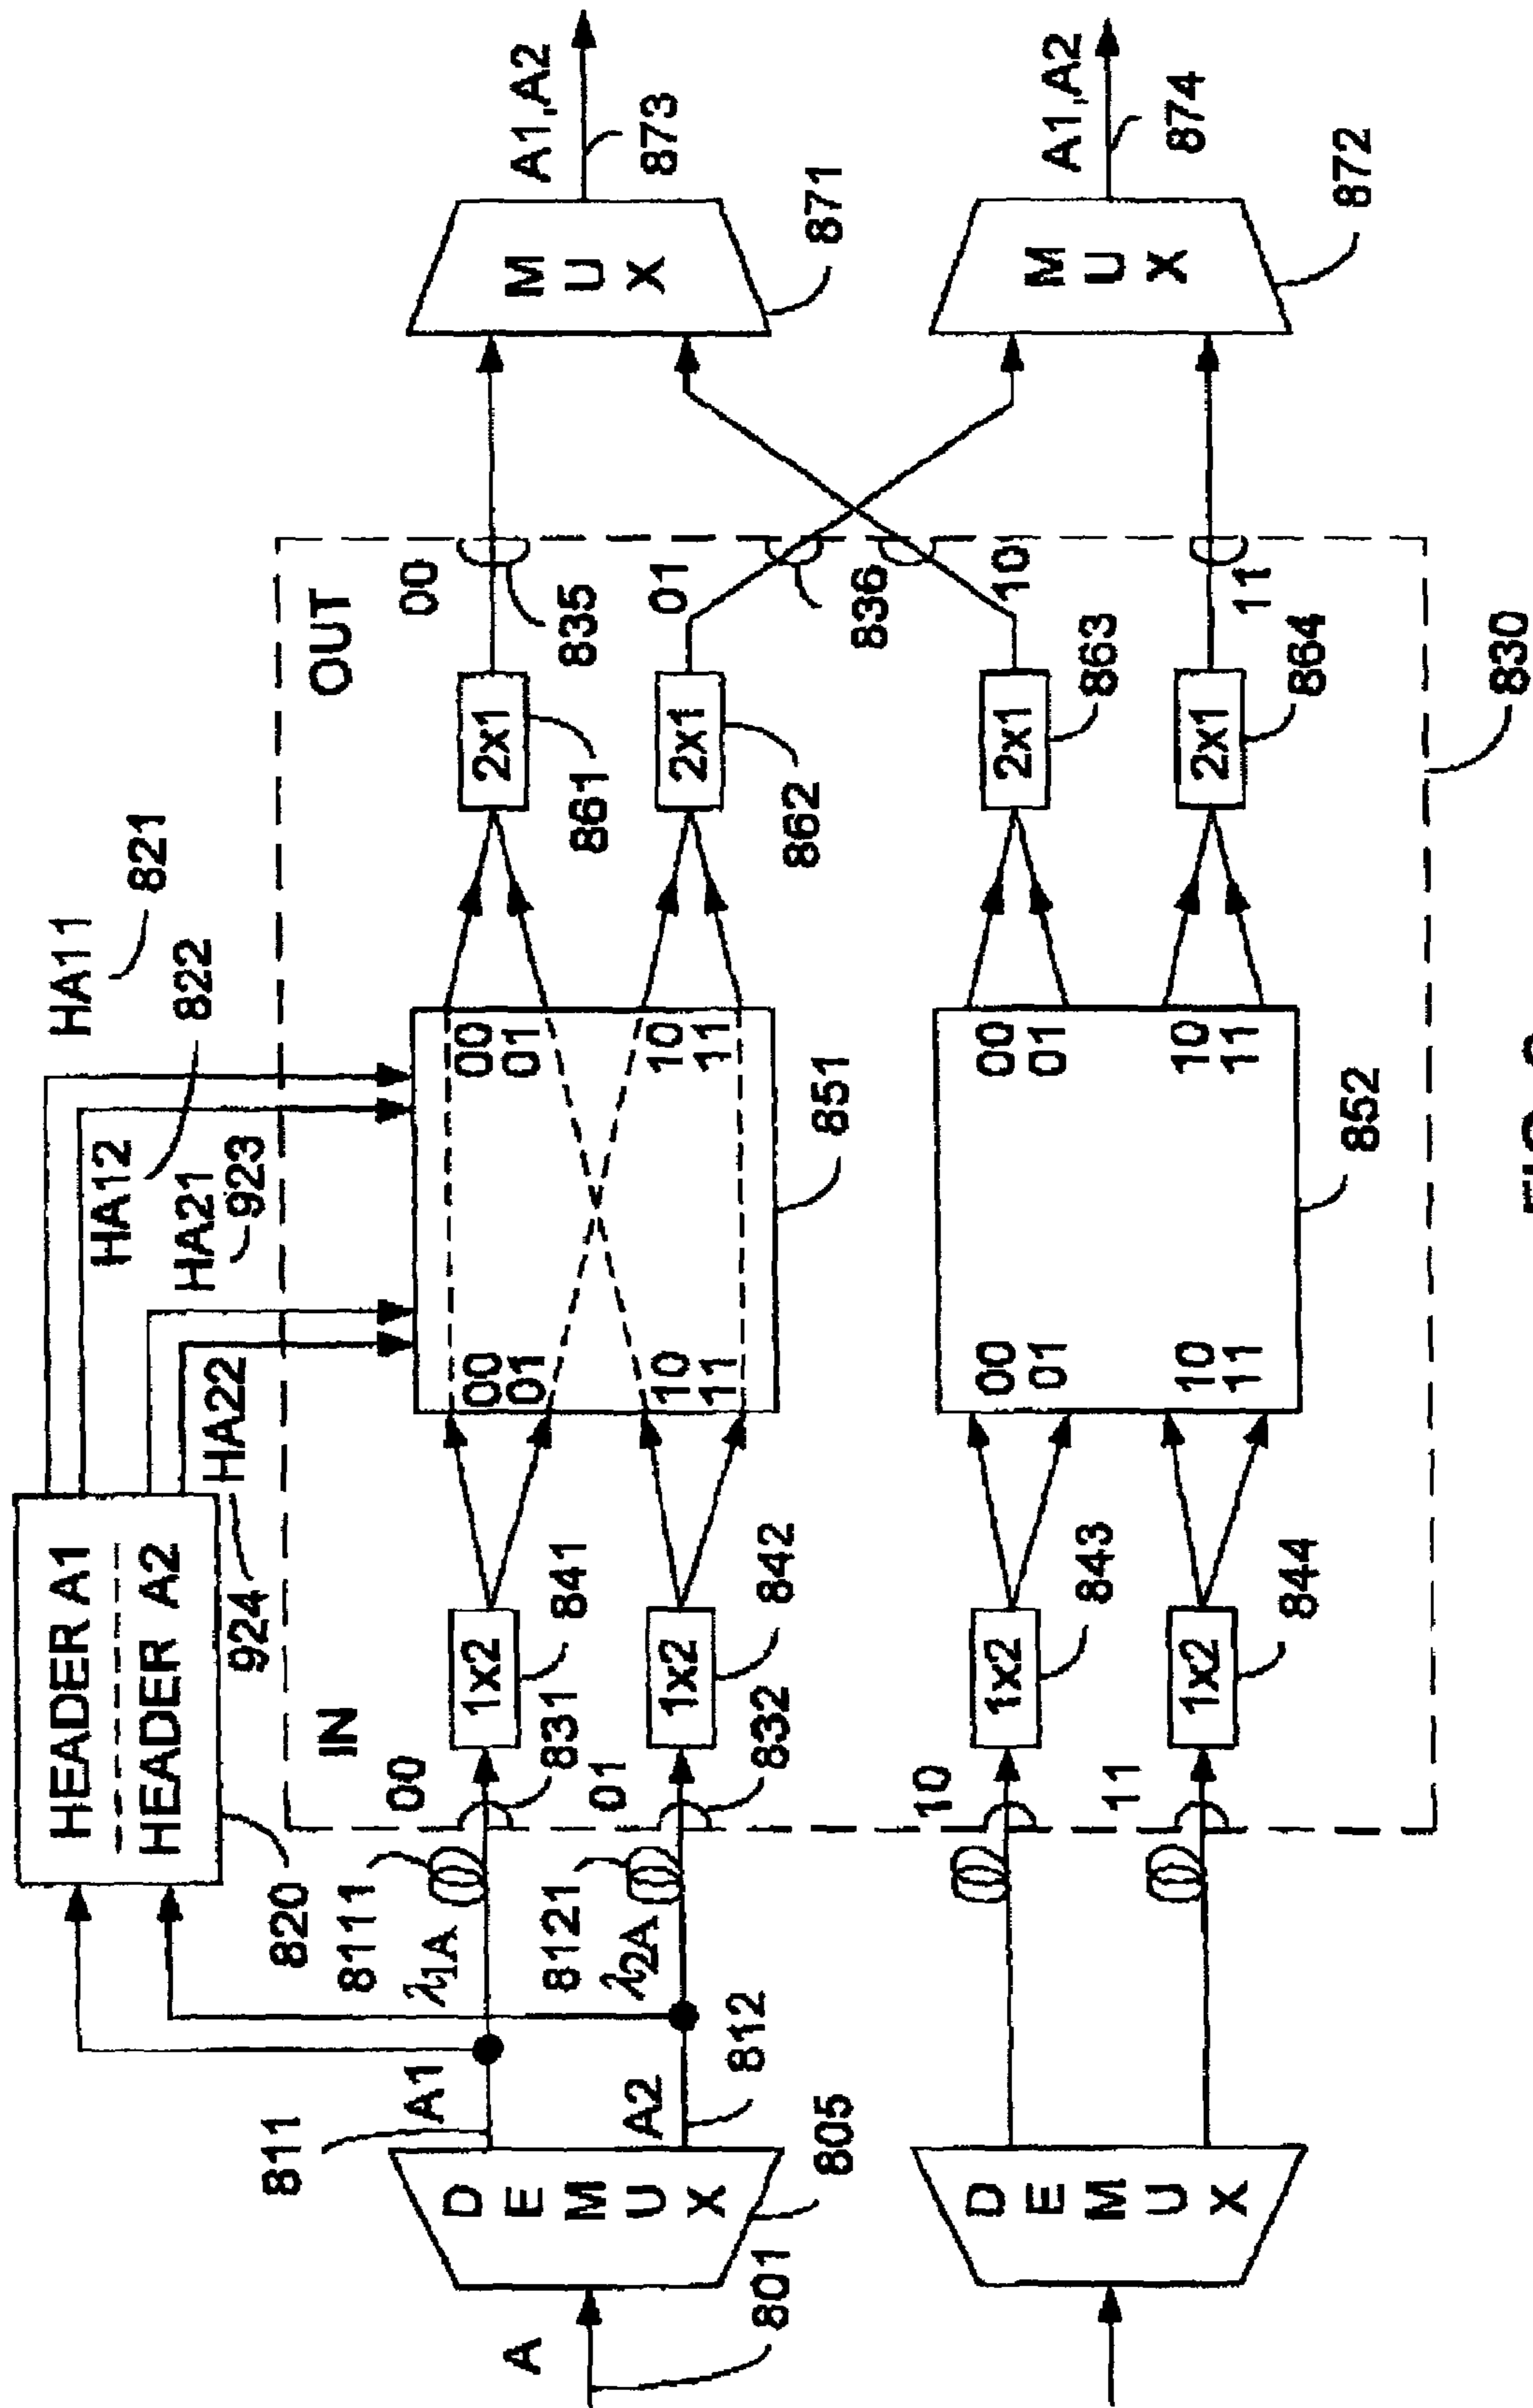 HEADER A1
HEADER A2
820
HA11
821
HA12
822
HA21
923
HA22
924
IN
OUT
A
801
DEMUX
805
811
A1
A2
812
8111
λ1A
8121
λ2A
00
831
01
832
1x2
841
1x2
842
00
01
10
11
00
01
10
11
851
2x1
861
2x1
862
00
835
01
836
MUX
871
A1,A2
873
DEMUX
10
11
1x2
843
1x2
844
00
01
10
11
00
01
10
11
852
2x1
863
2x1
864
10
11
830
MUX
872
A1,A2
874